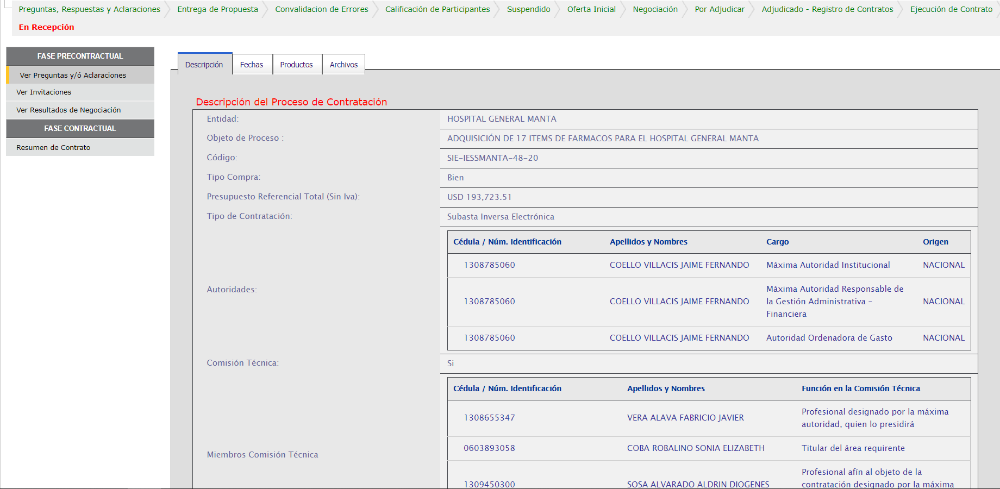 Preguntas, Respuestas y Aclaraciones Entrega de Propuesta Convalidacion de Errores Calificación de Participantes Suspendido Oferta Inicial Negociación Por Adjudicar Adjudicado - Registro de Contratos Ejecución de Contrato
En Recepción
FASE PRECONTRACTUAL
Ver Preguntas y/ó Aclaraciones
Ver Invitaciones
Ver Resultados de Negociación
FASE CONTRACTUAL
Resumen de Contrato
Descripción Fechas Productos Archivos
Descripción del Proceso de Contratación
Entidad: HOSPITAL GENERAL MANTA
Objeto de Proceso : ADQUISICIÓN DE 17 ITEMS DE FARMACOS PARA EL HOSPITAL GENERAL MANTA
Código: SIE-IESSMANTA-48-20
Tipo Compra: Bien
Presupuesto Referencial Total (Sin Iva): USD 193,723.51
Tipo de Contratación: Subasta Inversa Electrónica
Autoridades:
Cédula / Núm. Identificación Apellidos y Nombres Cargo Origen
1308785060 COELLO VILLACIS JAIME FERNANDO Máxima Autoridad Institucional NACIONAL
1308785060 COELLO VILLACIS JAIME FERNANDO Máxima Autoridad Responsable de
la Gestión Administrativa -
Financiera
NACIONAL
1308785060 COELLO VILLACIS JAIME FERNANDO Autoridad Ordenadora de Gasto NACIONAL
Comisión Técnica: Si
Miembros Comisión Técnica
Cédula / Núm. Identificación Apellidos y Nombres Función en la Comisión Técnica
1308655347 VERA ALAVA FABRICIO JAVIER Profesional designado por la máxima
autoridad, quien lo presidirá
0603893058 COBA ROBALINO SONIA ELIZABETH Titular del área requirente
1309450300 SOSA ALVARADO ALDRIN DIOGENES Profesional afín al objeto de la
contratación designado por la máxima